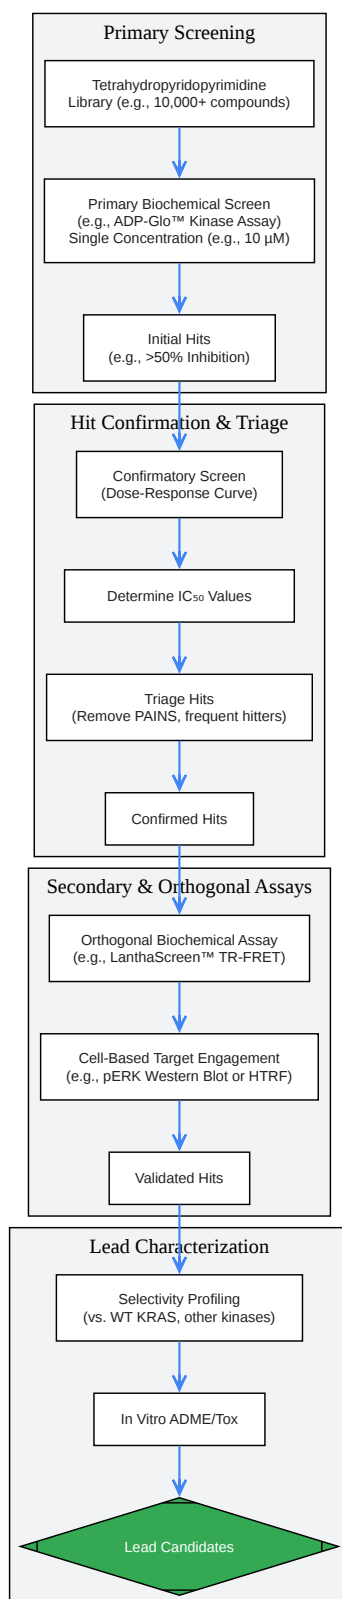 Primary Screening
Tetrahydropyridopyrimidine
Library (e.g., 10,000+ compounds)
Primary Biochemical Screen
(e.g., ADP-Glo™ Kinase Assay)
Single Concentration (e.g., 10 µM)
Initial Hits
(e.g., >50% Inhibition)
Hit Confirmation & Triage
Confirmatory Screen
(Dose-Response Curve)
Determine IC₅₀ Values
Triage Hits
(Remove PAINS, frequent hitters)
Confirmed Hits
Secondary & Orthogonal Assays
Orthogonal Biochemical Assay
(e.g., LanthaScreen™ TR-FRET)
Cell-Based Target Engagement
(e.g., pERK Western Blot or HTRF)
Validated Hits
Lead Characterization
Selectivity Profiling
(vs. WT KRAS, other kinases)
In Vitro ADME/Tox
Lead Candidates